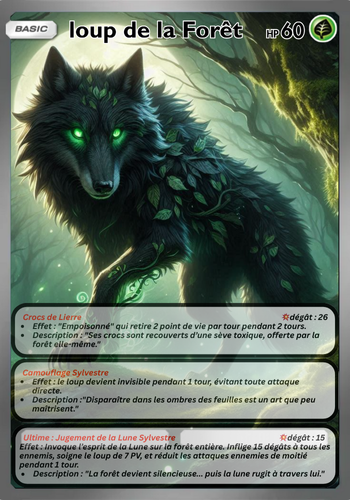 BASIC loup de la Forêt HP 60
Crocs de Lierre dégât : 26
• Effet : "Empoisonné" qui retire 2 point de vie par tour pendant 2 tours.
• Description : "Ses crocs sont recouverts d'une sève toxique, offerte par la
forêt elle-même."
Camouflage Sylvestre
• Effet : le loup devient invisible pendant 1 tour, évitant toute attaque
directe.
• Description : "Disparaître dans les ombres des feuilles est un art que peu
maîtrisent."
Ultime : Jugement de la Lune Sylvestre dégât : 15
Effet : Invoque l'esprit de la Lune sur la forêt entière. Inflige 15 dégâts à tous les
ennemis, soigne le loup de 7 PV, et réduit les attaques ennemies de moitié
pendant 1 tour.
• Description : "La forêt devient silencieuse... puis la lune rugit à travers lui."